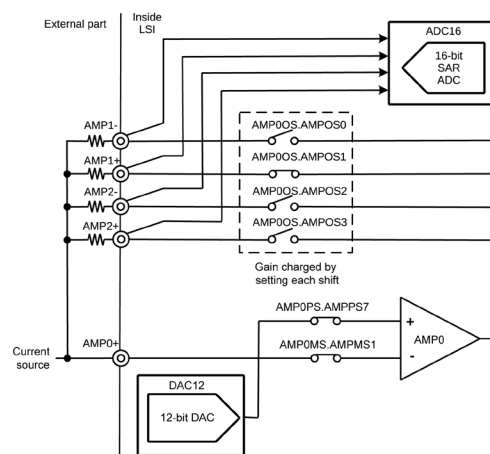 External part
Inside
LSI
ADC16
16-bit
SAR
ADC
AMP1-
AMP1+
AMP2-
AMP2+
AMP0OS.AMPOS0
AMP0OS.AMPOS1
AMP0OS.AMPOS2
AMP0OS.AMPOS3
Gain charged by
setting each shift
AMP0PS.AMPPS7
AMP0MS.AMPMS1
+
-
AMP0
Current
source
AMP0+
DAC12
12-bit DAC